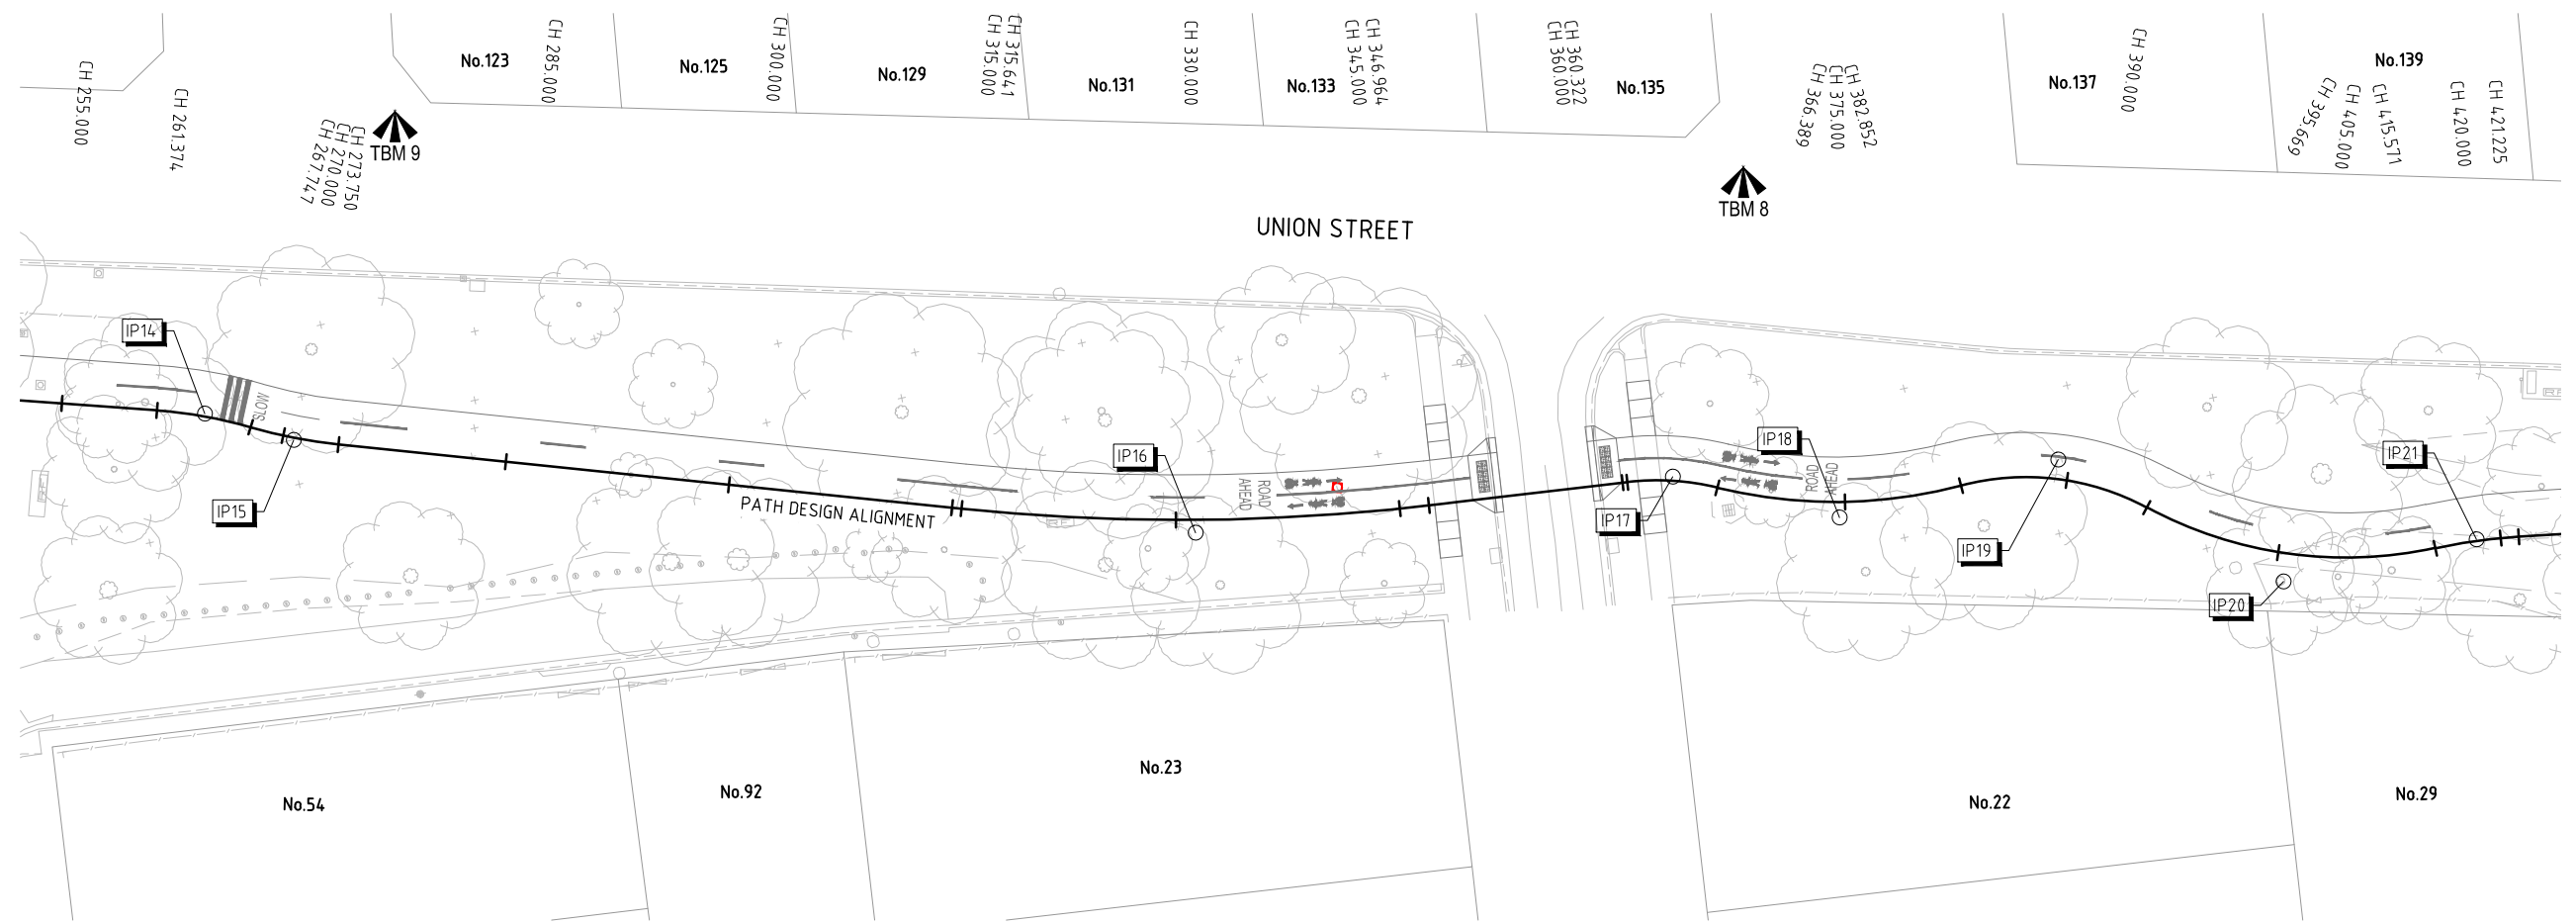 No.123
No.125
No.129
No.131
No.133
No.135
No.137
No.139
CH 255.000
CH 261.374
CH 267.747
CH 270.000
CH 273.750
CH 285.000
CH 300.000
CH 315.000
CH 315.641
CH 330.000
CH 345.000
CH 346.964
CH 360.000
CH 360.322
CH 366.389
CH 375.000
CH 382.852
CH 390.000
CH 395.669
CH 405.000
CH 415.571
CH 420.000
CH 421.225
TBM 9
TBM 8
UNION STREET
IP14
SLOW
IP15
IP16
PATH DESIGN ALIGNMENT
ROAD
AHEAD
IP17
IP18
ROAD
AHEAD
IP19
IP20
IP21
No.54
No.92
No.23
No.22
No.29